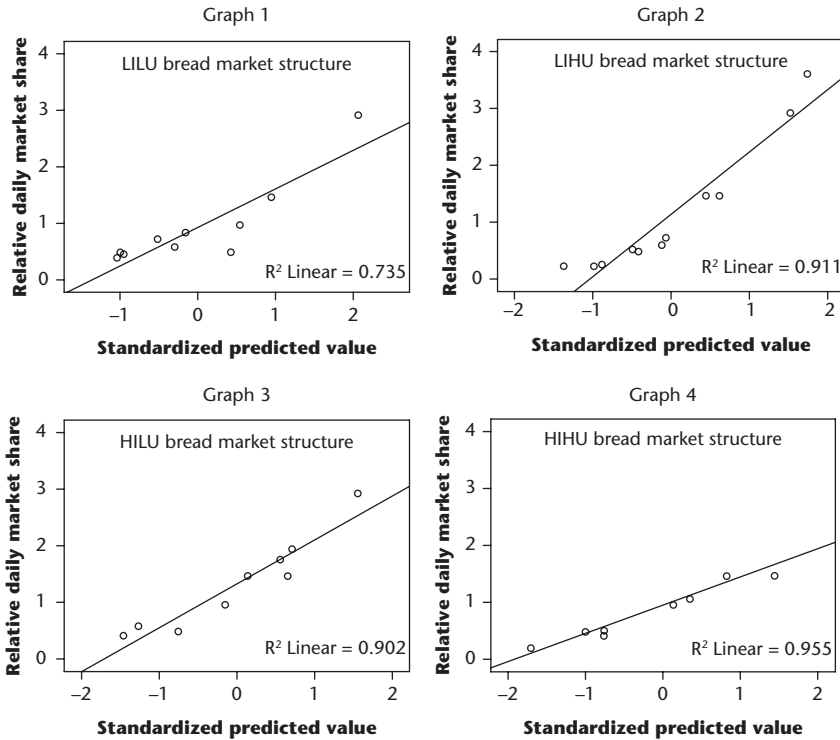 Graph 1
Relative daily market share
4
3
2
1
0
LILU bread market structure
R² Linear = 0.735
–1
0
1
2
Standardized predicted value
Graph 2
Relative daily market share
4
3
2
1
0
LIHU bread market structure
R² Linear = 0.911
–2
–1
0
1
2
Standardized predicted value
Graph 3
Relative daily market share
4
3
2
1
0
HILU bread market structure
R² Linear = 0.902
–2
–1
0
1
2
Standardized predicted value
Graph 4
Relative daily market share
4
3
2
1
0
HIHU bread market structure
R² Linear = 0.955
–2
–1
0
1
2
Standardized predicted value